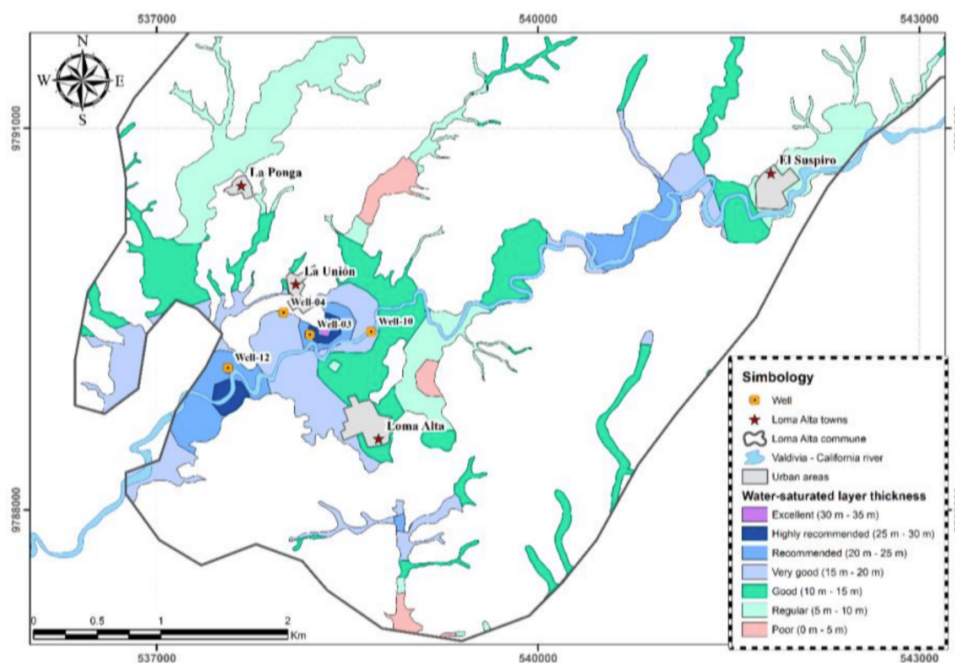 537000 540000 543000
N
W E
S
9791000
El Suspiro
La Ponga
La Unión
Well-04
Well-03 Well-10
Well-12
Loma Alta
9788000
Simbology
Well
Loma Alta towns
Loma Alta commune
Valdivia - California river
Urban areas
Water-saturated layer thickness
Excellent (30 m - 35 m)
Highly recommended (25 m - 30 m)
Recommended (20 m - 25 m)
Very good (15 m - 20 m)
Good (10 m - 15 m)
Regular (5 m - 10 m)
Poor (0 m - 5 m)
0 0.5 1 2
Km
537000 540000 543000